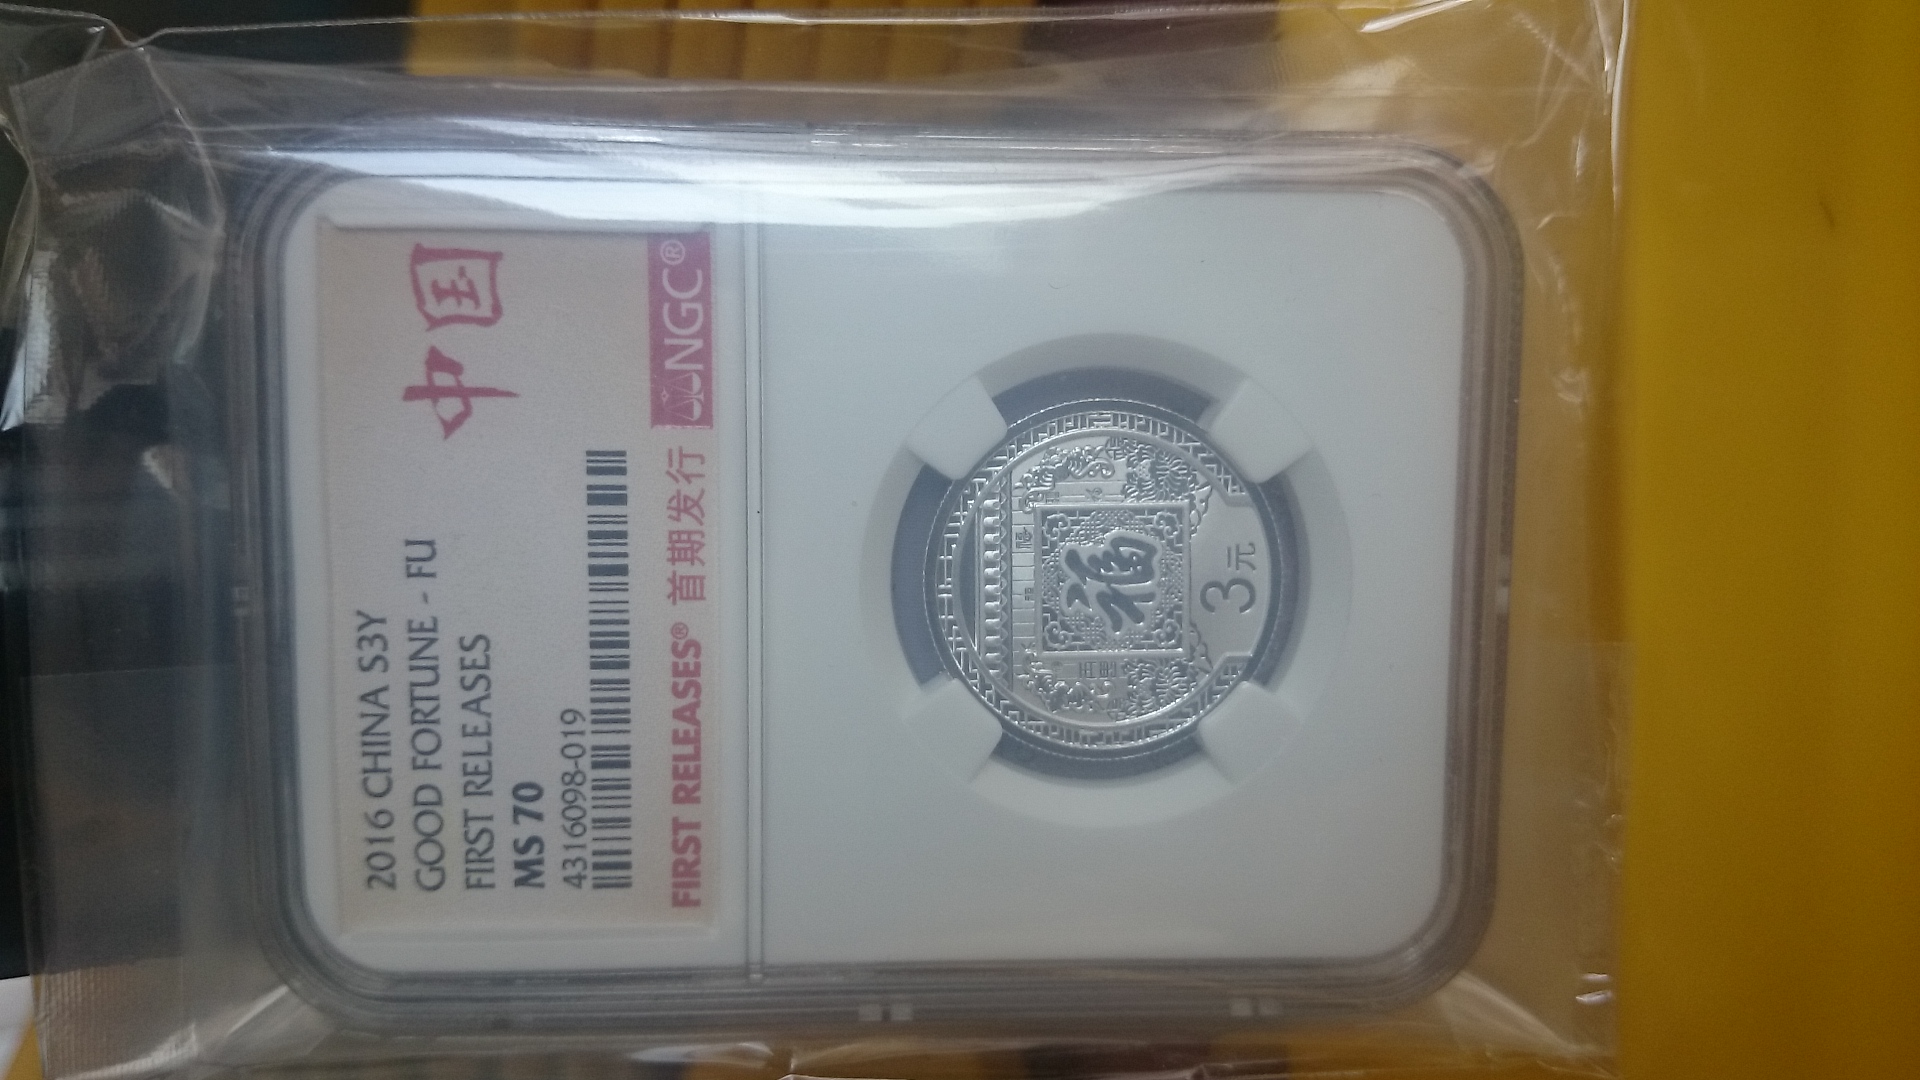 2016 CHINA S3Y
GOOD FORTUNE - FU
FIRST RELEASES
MS 70
4316098-019
中国
FIRST RELEASES® 首期发行 NGC®
福
3元